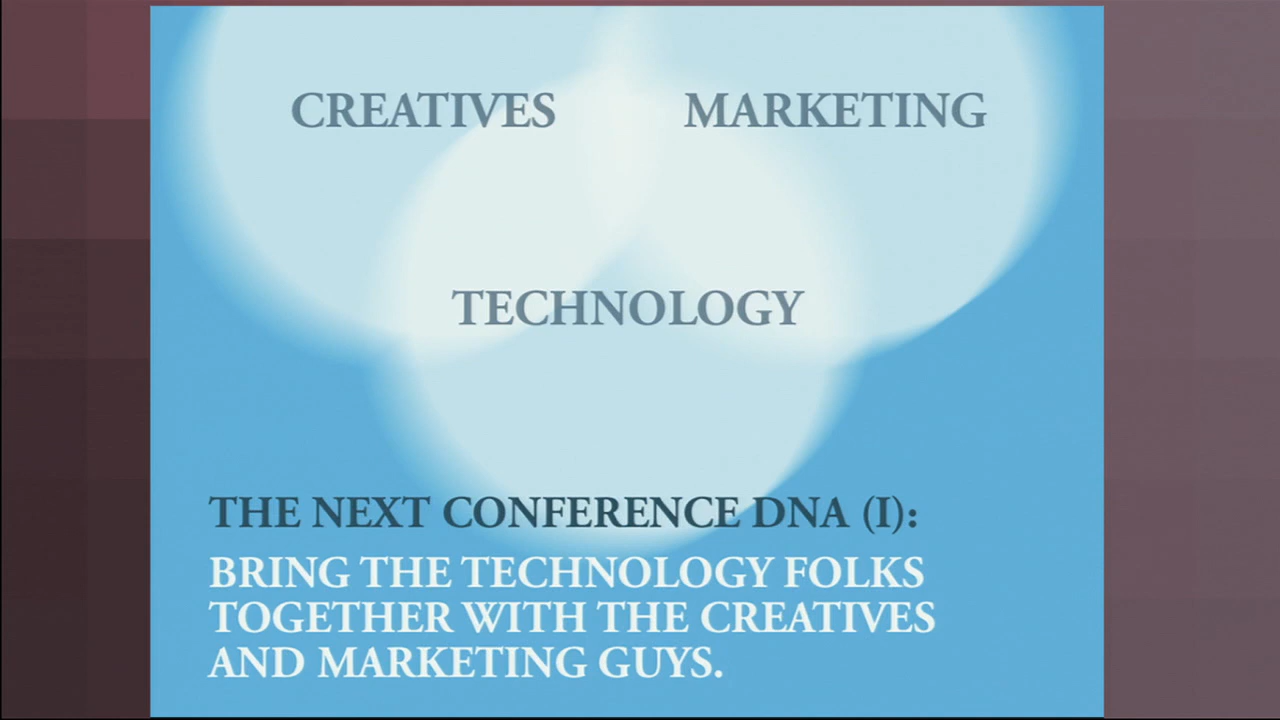 CREATIVES MARKETING
TECHNOLOGY
THE NEXT CONFERENCE DNA (I):
BRING THE TECHNOLOGY FOLKS
TOGETHER WITH THE CREATIVES
AND MARKETING GUYS.